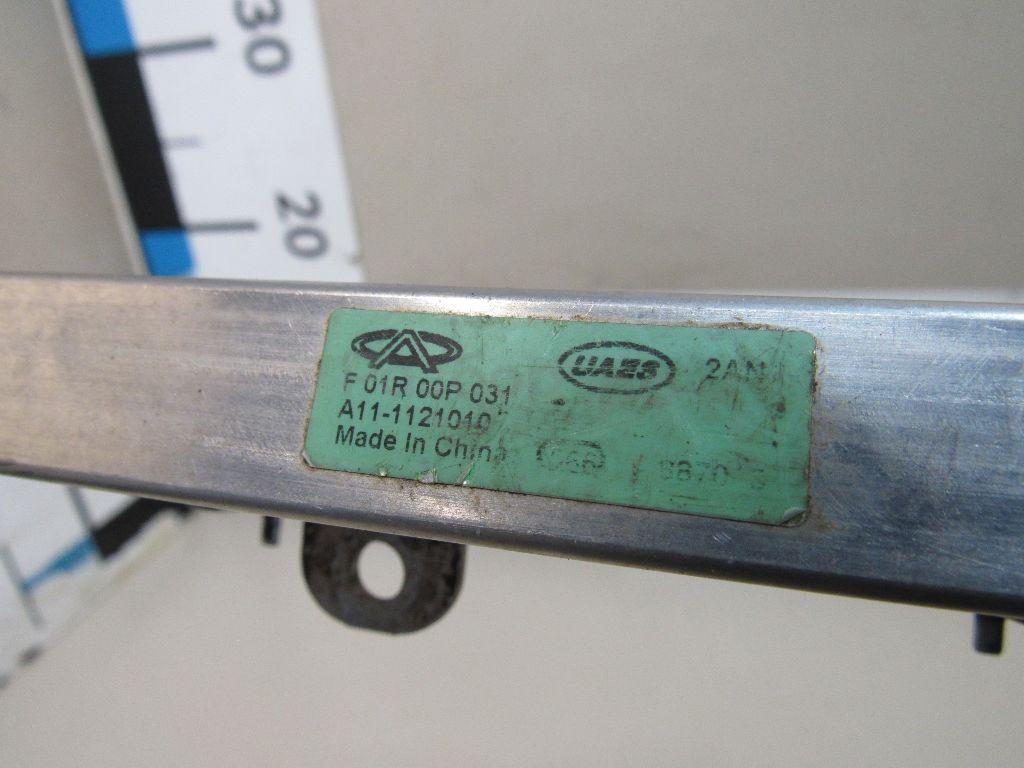 30
20
UAES 2AN
F 01R 00P 031
A11-1121010
Made In China